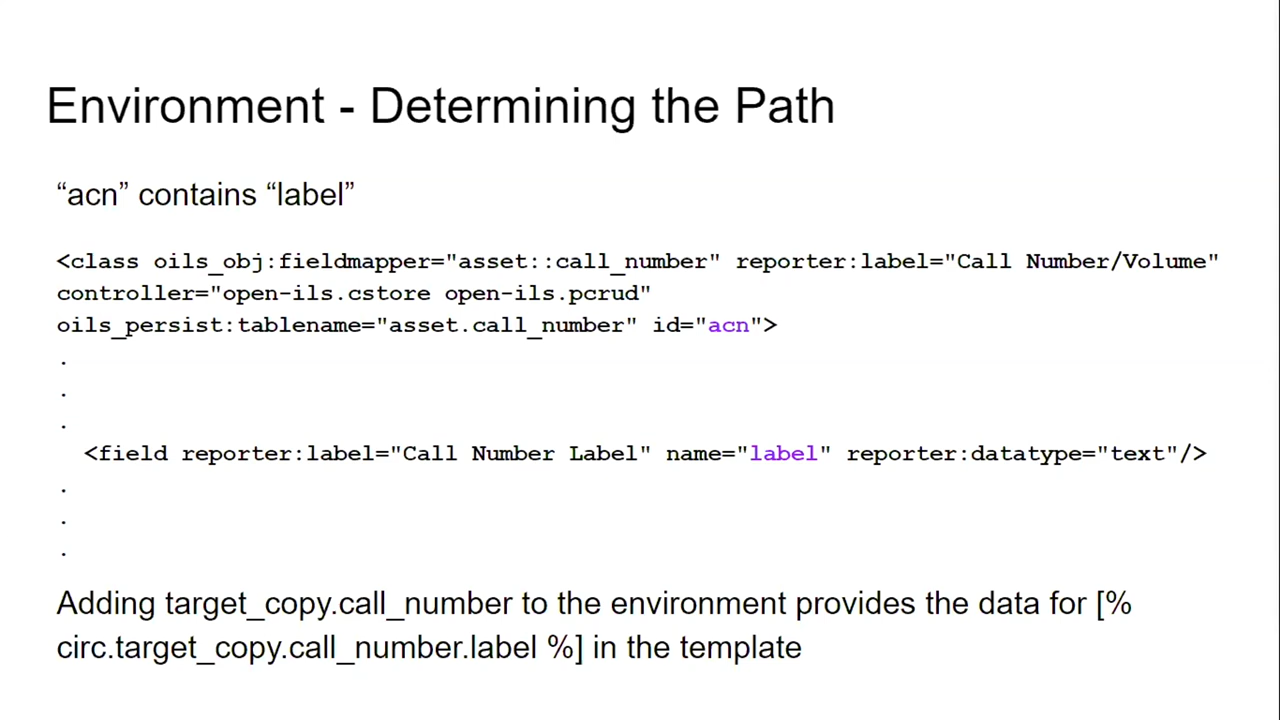 Environment - Determining the Path
“acn” contains “label”
<class oils_obj:fieldmapper="asset::call_number" reporter:label="Call Number/Volume"
controller="open-ils.cstore open-ils.pcrud"
oils_persist:tablename="asset.call_number" id="acn">
.
.
.
<field reporter:label="Call Number Label" name="label" reporter:datatype="text"/>
.
.
.
Adding target_copy.call_number to the environment provides the data for [%
circ.target_copy.call_number.label %] in the template